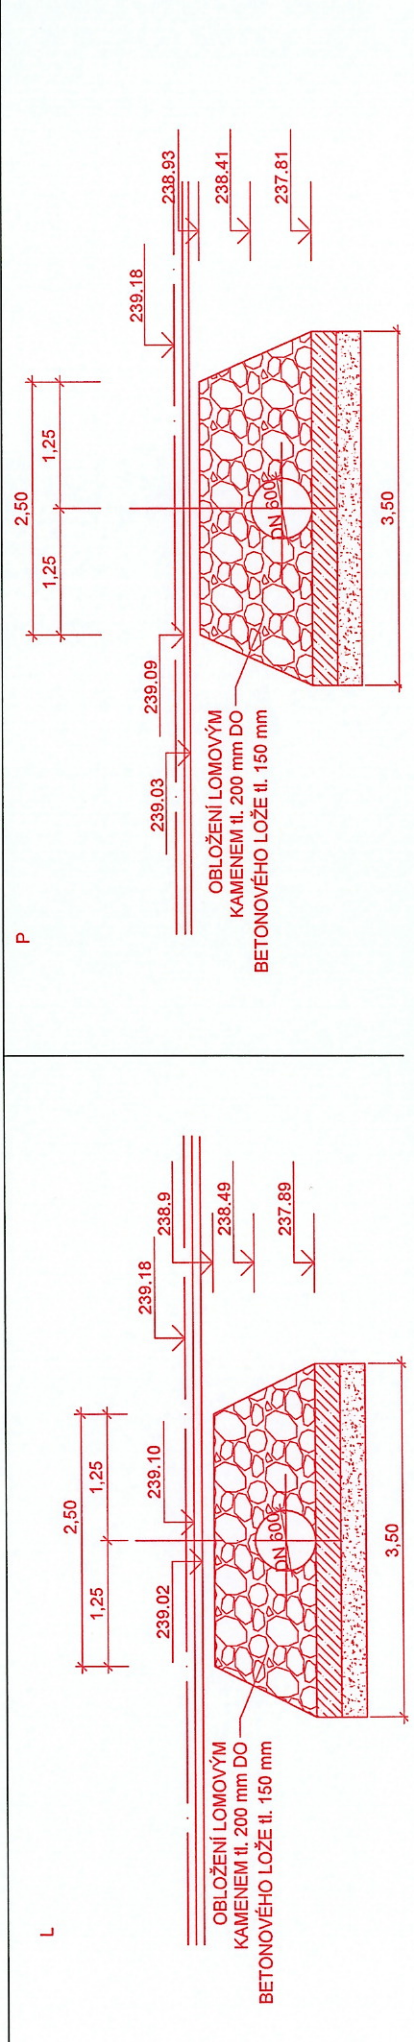 L
2,50
1,25
1,25
239.02
239.10
239.18
238.9
238.49
237.89
DN 600
OBLOŽENÍ LOMOVÝM
KAMENEM tl. 200 mm DO
BETONOVÉHO LOŽE tl. 150 mm
3,50
P
2,50
1,25
1,25
239.03
239.09
239.18
238.93
238.41
237.81
DN 600
OBLOŽENÍ LOMOVÝM
KAMENEM tl. 200 mm DO
BETONOVÉHO LOŽE tl. 150 mm
3,50